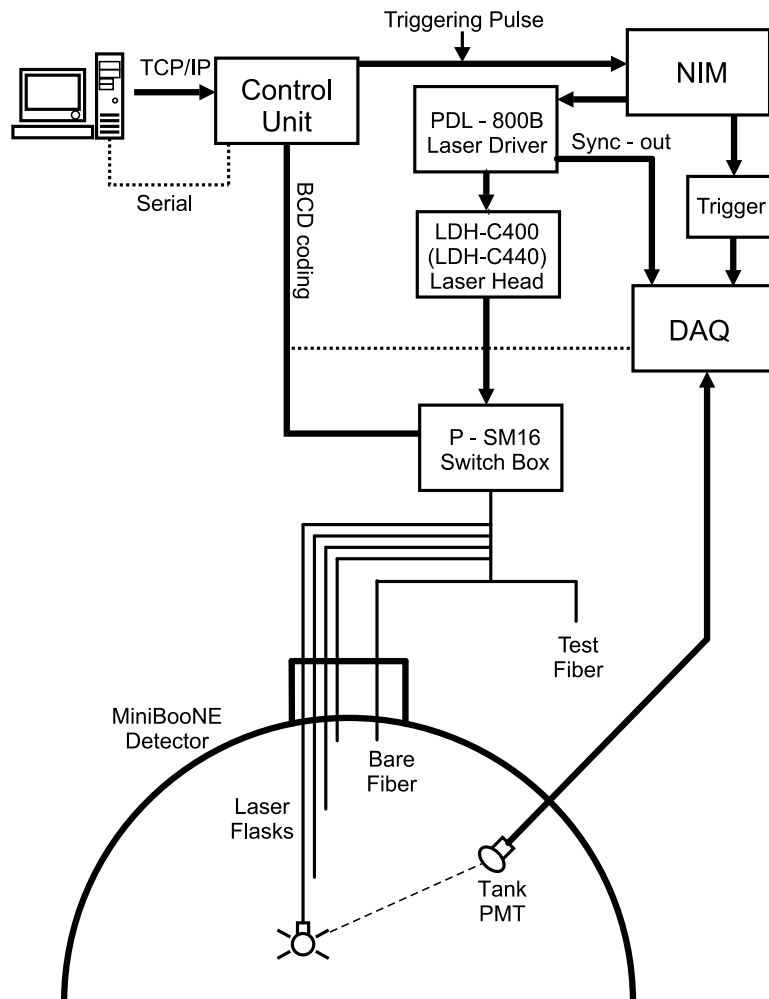 Triggering Pulse
TCP/IP
Control
Unit
NIM
PDL - 800B
Laser Driver
Sync - out
Serial
BCD coding
Trigger
LDH-C400
(LDH-C440)
Laser Head
DAQ
P - SM16
Switch Box
Test
Fiber
MiniBooNE
Detector
Bare
Fiber
Laser
Flasks
Tank
PMT